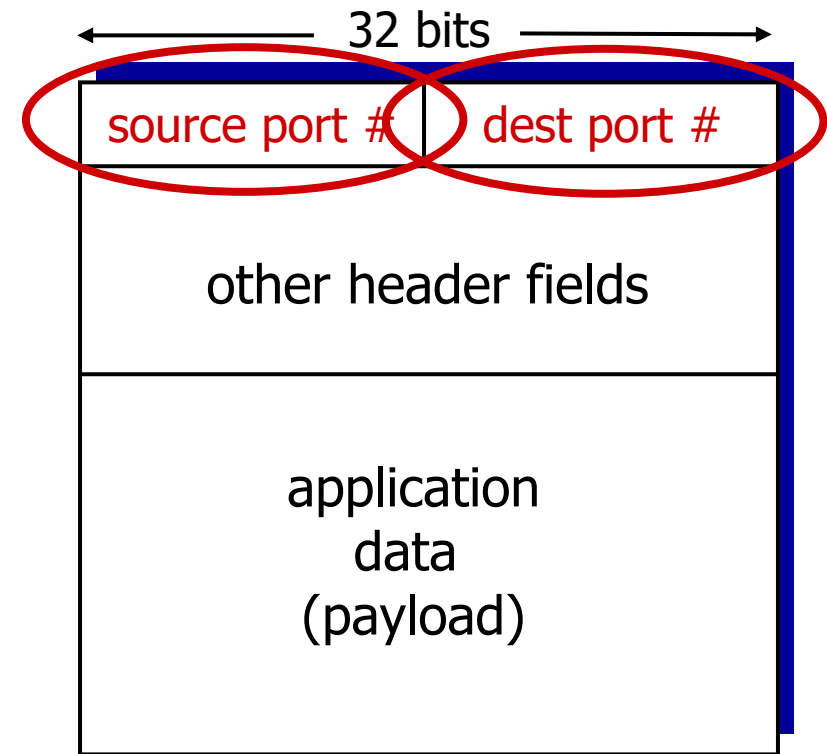 32 bits
source port # dest port #
other header fields
application
data
(payload)